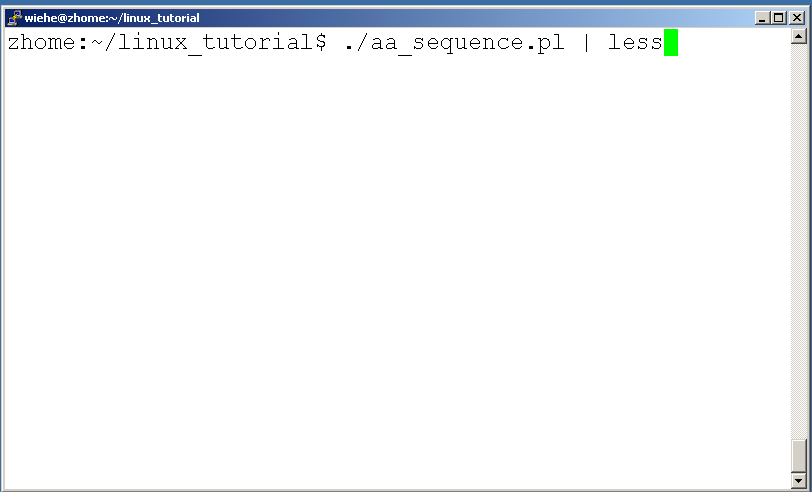 wiehe@zhome:~/linux_tutorial
zhome:~/linux_tutorial$ ./aa_sequence.pl | less